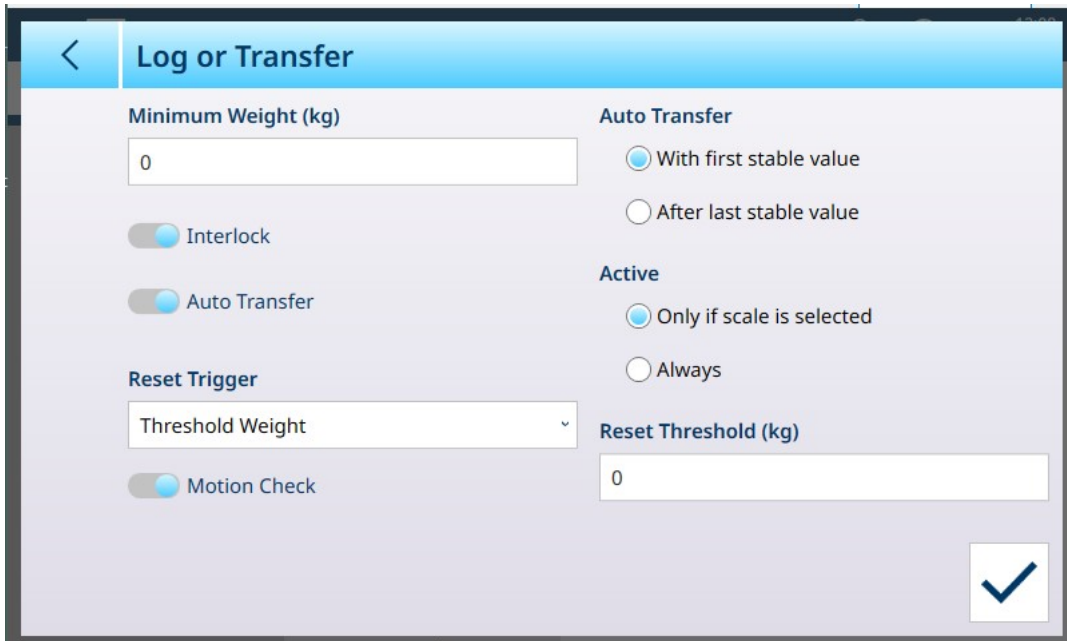 Log or Transfer
Minimum Weight (kg)
0
Interlock
Auto Transfer
Reset Trigger
Threshold Weight
Motion Check
Auto Transfer
With first stable value
After last stable value
Active
Only if scale is selected
Always
Reset Threshold (kg)
0